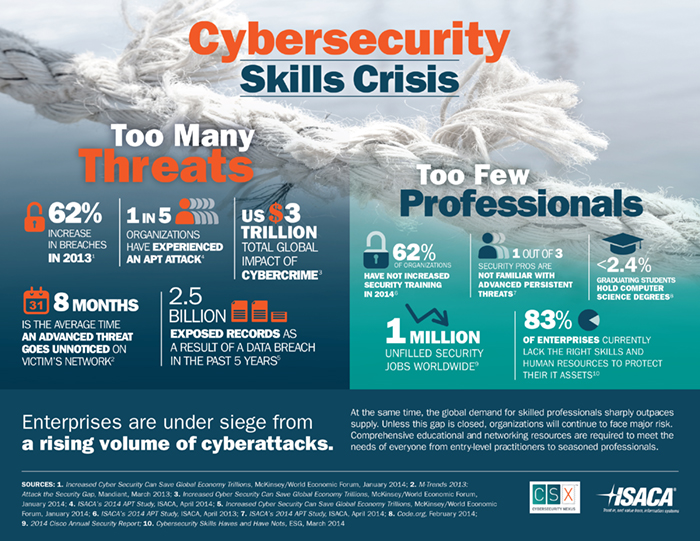 Cybersecurity
Skills Crisis
Too Many
Threats
62%
INCREASE
IN BREACHES
IN 2013¹
1 IN 5
ORGANIZATIONS
HAVE EXPERIENCED
AN APT ATTACK⁴
US $3
TRILLION
TOTAL GLOBAL
IMPACT OF
CYBERCRIME³
31
8 MONTHS
IS THE AVERAGE TIME
AN ADVANCED THREAT
GOES UNNOTICED ON
VICTIM'S NETWORK²
2.5
BILLION
EXPOSED RECORDS AS
A RESULT OF A DATA BREACH
IN THE PAST 5 YEARS⁵
Too Few
Professionals
62%
OF ORGANIZATIONS
HAVE NOT INCREASED
SECURITY TRAINING
IN 2014⁶
1 OUT OF 3
SECURITY PROS ARE
NOT FAMILIAR WITH
ADVANCED PERSISTENT
THREATS⁷
<2.4%
GRADUATING STUDENTS
HOLD COMPUTER
SCIENCE DEGREES⁸
1 MILLION
UNFILLED SECURITY
JOBS WORLDWIDE⁹
83%
OF ENTERPRISES CURRENTLY
LACK THE RIGHT SKILLS AND
HUMAN RESOURCES TO PROTECT
THEIR IT ASSETS¹⁰
Enterprises are under siege from
a rising volume of cyberattacks.
At the same time, the global demand for skilled professionals sharply outpaces
supply. Unless this gap is closed, organizations will continue to face major risk.
Comprehensive educational and networking resources are required to meet the
needs of everyone from entry-level practitioners to seasoned professionals.
SOURCES: 1. Increased Cyber Security Can Save Global Economy Trillions, McKinsey/World Economic Forum, January 2014; 2. M Trends 2013:
Attack the Security Gap, Mandiant, March 2013; 3. Increased Cyber Security Can Save Global Economy Trillions, McKinsey/World Economic Forum,
January 2014; 4. ISACA's 2014 APT Study, ISACA, April 2014; 5. Increased Cyber Security Can Save Global Economy Trillions, McKinsey/World Economic
Forum, January 2014; 6. ISACA's 2014 APT Study, ISACA, April 2013; 7. ISACA's 2014 APT Study, ISACA, April 2014; 8. Code.org, February 2014;
9. 2014 Cisco Annual Security Report; 10. Cybersecurity Skills Haves and Have Nots, ESG, March 2014
CSX
CYBERSECURITY NEXUS™
ISACA®
Trust in, and value from, information systems